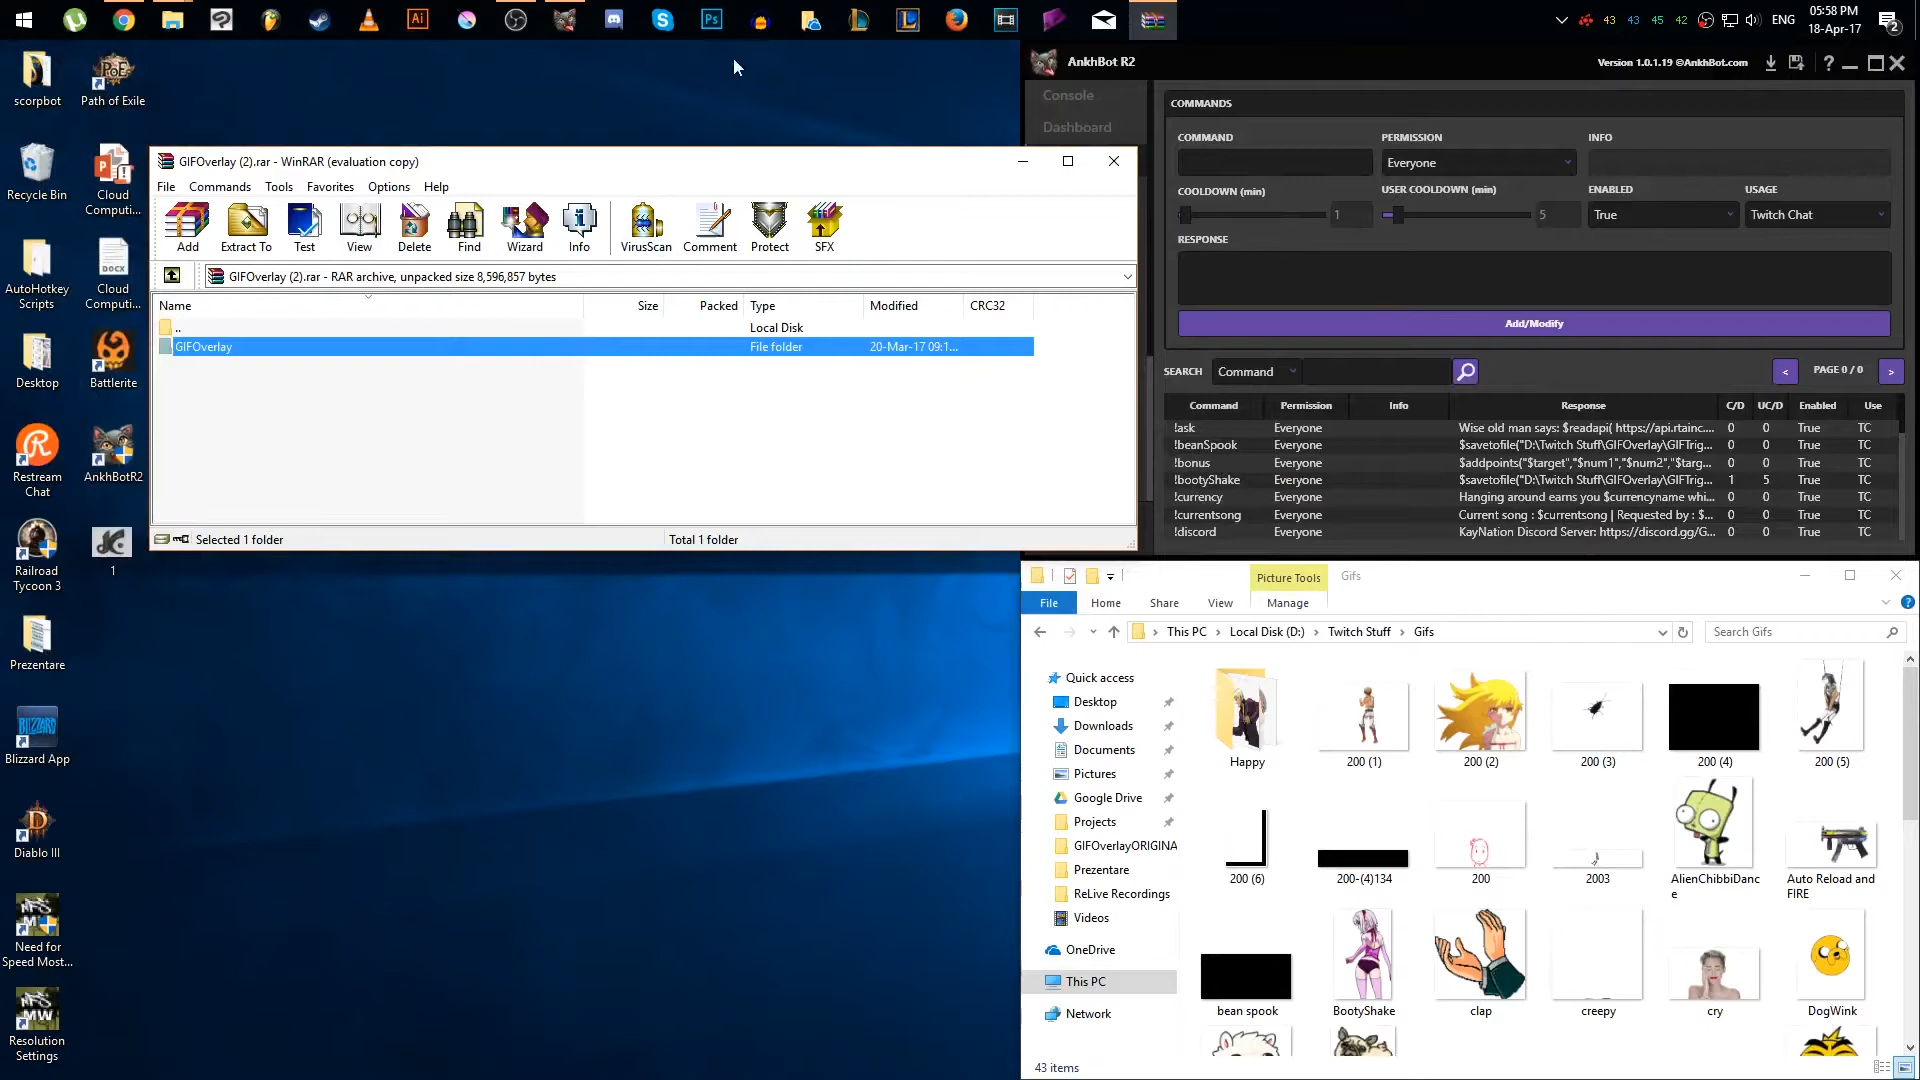 43 43 45 42
ENG
05:58 PM
18-Apr-17
2
scorpbot
Path of Exile
Recycle Bin
Cloud
Computi...
AutoHotkey
Scripts
Cloud
Computi...
Desktop
Battlerite
Restream
Chat
AnkhBotR2
Railroad
Tycoon 3
1
Prezentare
Blizzard App
Diablo III
Need for
Speed Most...
Resolution
Settings
GIFOverlay (2).rar - WinRAR (evaluation copy)
File Commands Tools Favorites Options Help
Add Extract To Test View Delete Find Wizard Info VirusScan Comment Protect SFX
GIFOverlay (2).rar - RAR archive, unpacked size 8,596,857 bytes
Name Size Packed Type Modified CRC32
.. Local Disk
GIFOverlay File folder 20-Mar-17 09:1...
Selected 1 folder Total 1 folder
AnkhBot R2
Version 1.0.1.19 ©AnkhBot.com
Console
Dashboard
COMMANDS
COMMAND PERMISSION INFO
Everyone
COOLDOWN (min) USER COOLDOWN (min) ENABLED USAGE
1 5 True Twitch Chat
RESPONSE
Add/Modify
SEARCH Command < PAGE 0 / 0 >
Command Permission Info Response C/D UC/D Enabled Use
!ask Everyone Wise old man says: $readapi( https://api.rtainc.... 0 0 True TC
!beanSpook Everyone $savetofile("D:\Twitch Stuff\GIFOverlay\GIFTrig... 0 0 True TC
!bonus Everyone $addpoints("$target","$num1","$num2","$targ... 0 0 True TC
!bootyShake Everyone $savetofile("D:\Twitch Stuff\GIFOverlay\GIFTrig... 1 5 True TC
!currency Everyone Hanging around earns you $currencyname whi... 0 0 True TC
!currentsong Everyone Current song : $currentsong | Requested by : $... 0 0 True TC
!discord Everyone KayNation Discord Server: https://discord.gg/G... 0 0 True TC
Picture Tools Gifs
File Home Share View Manage
This PC Local Disk (D:) Twitch Stuff Gifs
Search Gifs
Quick access
Desktop
Downloads
Documents
Pictures
Google Drive
Projects
GIFOverlayORIGINA
Prezentare
ReLive Recordings
Videos
OneDrive
This PC
Network
Happy 200 (1) 200 (2) 200 (3) 200 (4) 200 (5)
200 (6) 200-(4)134 200 2003 AlienChibbiDanc
e Auto Reload and
FIRE
bean spook BootyShake clap creepy cry DogWink
43 items